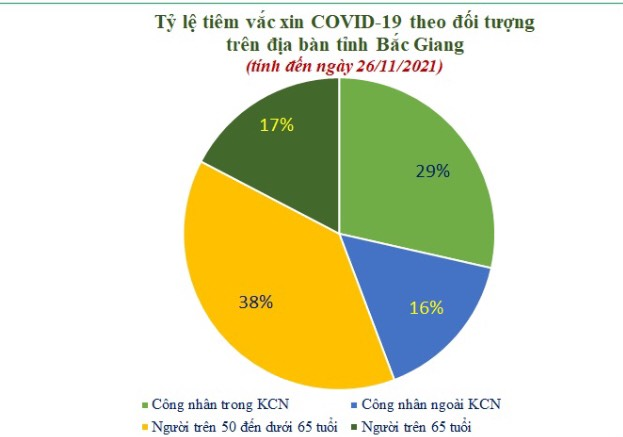 Tỷ lệ tiêm vắc xin COVID-19 theo đối tượng
trên địa bàn tỉnh Bắc Giang
(tính đến ngày 26/11/2021)
17%
29%
38%
16%
Công nhân trong KCN
Công nhân ngoài KCN
Người trên 50 đến dưới 65 tuổi
Người trên 65 tuổi